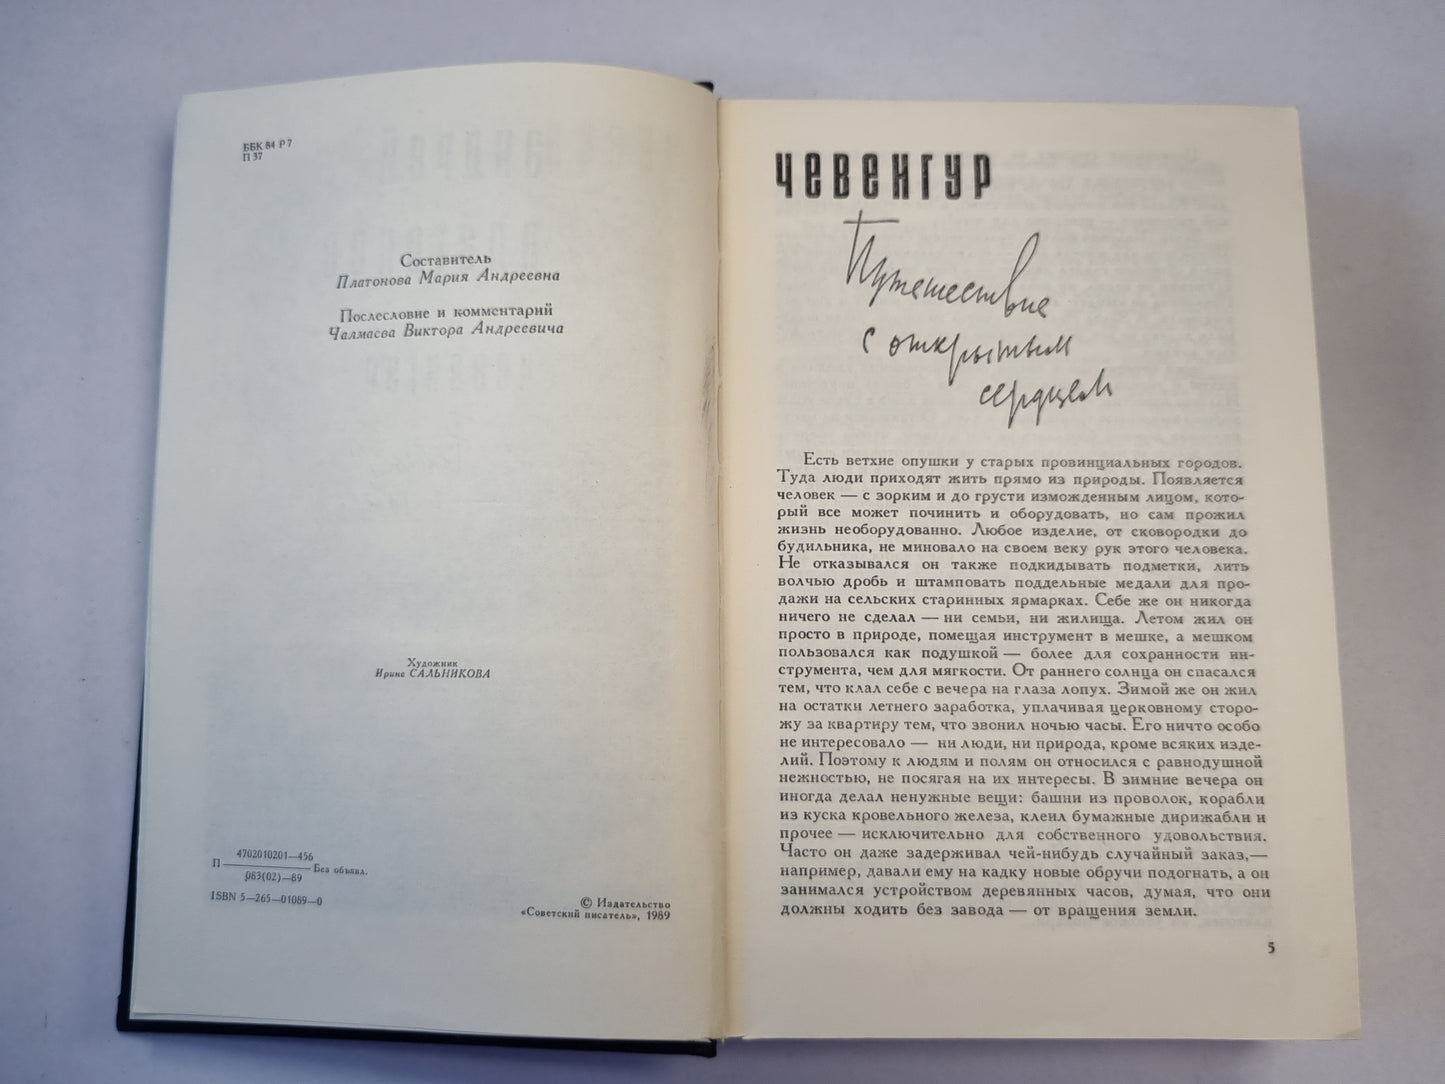 ББК 84 Р7
П 37
Составитель
Платонова Мария Андреевна
Послесловие и комментарий
Чалмаева Виктора Андреевича
Художник
Ирина САЛЬНИКОВА
П 4702010201—456 Без объявл.
083(02)—89
ISBN 5—265—01089—0
© Издательство
«Советский писатель», 1989
ЧЕВЕНГУР
Путешествие
с открытым
сердцем
Есть ветхие опушки у старых провинциальных городов.
Туда люди приходят жить прямо из природы. Появляется
человек — с зорким и до грусти изможденным лицом, кото-
рый все может починить и оборудовать, но сам прожил
жизнь необорудованно. Любое изделие, от сковородки до
будильника, не миновало на своем веку рук этого человека.
Не отказывался он также подкидывать подметки, лить
волчью дробь и штамповать поддельные медали для про-
дажи на сельских старинных ярмарках. Себе же он никогда
ничего не сделал — ни семьи, ни жилища. Летом жил он
просто в природе, помещая инструмент в мешке, а мешком
пользовался как подушкой — более для сохранности ин-
струмента, чем для мягкости. От раннего солнца он спасался
тем, что клал себе с вечера на глаза лопух. Зимой же он жил
на остатки летнего заработка, уплачивая церковному сторо-
жу за квартиру тем, что звонил ночью часы. Его ничто особо
не интересовало — ни люди, ни природа, кроме всяких изде-
лий. Поэтому к людям и полям он относился с равнодушной
нежностью, не посягая на их интересы. В зимние вечера он
иногда делал ненужные вещи: башни из проволок, корабли
из куска кровельного железа, клеил бумажные дирижабли и
прочее — исключительно для собственного удовольствия.
Часто он даже задерживал чей-нибудь случайный заказ,—
например, давали ему на кадку новые обручи подогнать, а он
занимался устройством деревянных часов, думая, что они
должны ходить без завода — от вращения земли.
5